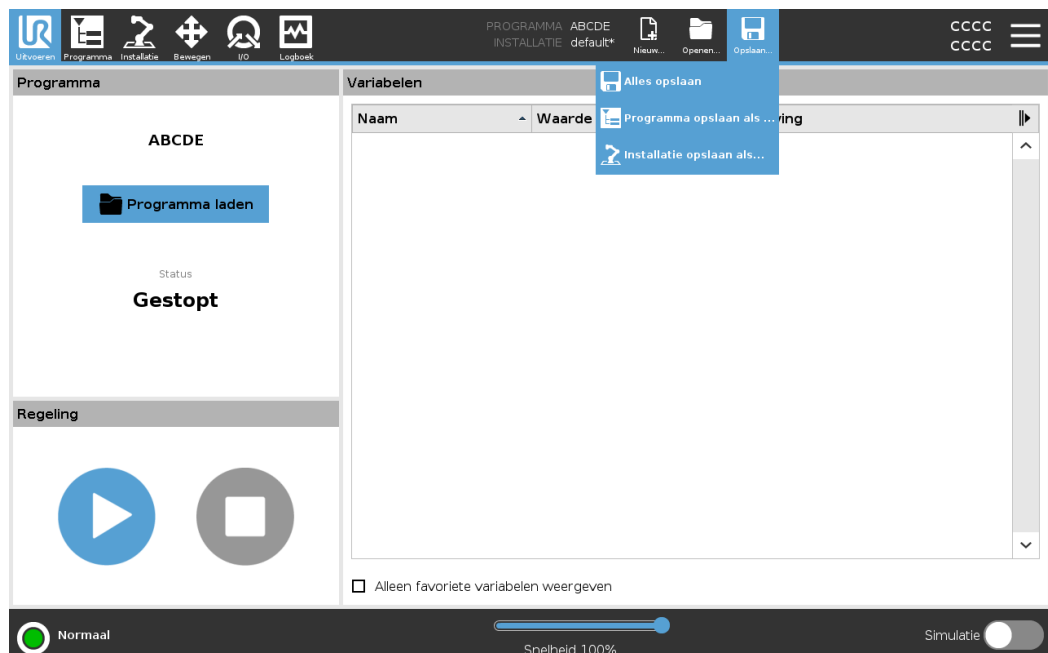 Uitvoeren Programma Installatie Bewegen I/O Logboek
PROGRAMMA ABCDE
INSTALLATIE default*
Nieuw... Openen... Opslaan...
CCCC
CCCC
Alles opslaan
Programma opslaan als ...
Installatie opslaan als...
Programma
ABCDE
Programma laden
Status
Gestopt
Regeling
Variabelen
Naam Waarde ving
Alleen favoriete variabelen weergeven
Normaal
Snelheid 100%
Simulatie